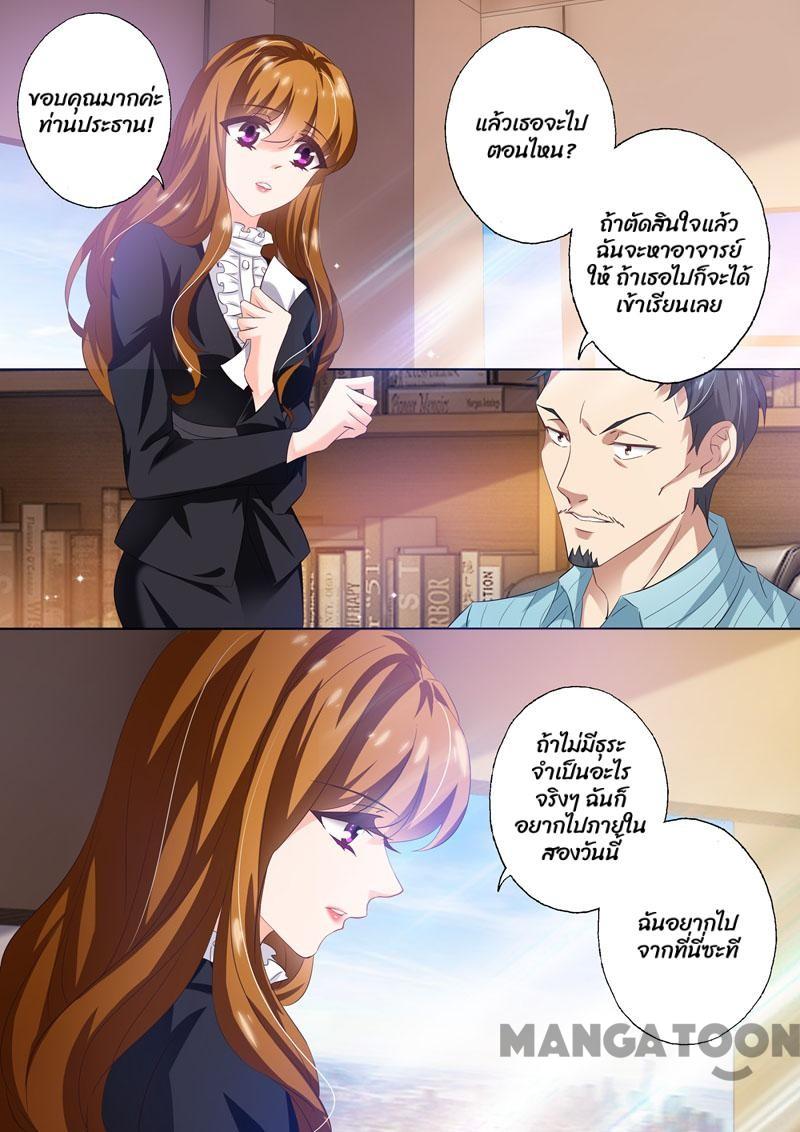 ขอบคุณมากค่ะ
ท่านประธาน!
แล้วเธอจะไป
ตอนไหน?
ถ้าตัดสินใจแล้ว
ฉันจะหาอาจารย์
ให้ ถ้าเธอไปก็จะได้
เข้าเรียนเลย
Pioneer Memoir
THERAPY
"51"
S
ARBOR
NCTION
ถ้าไม่มีธุระ
จำเป็นอะไร
จริงๆ ฉันก็
อยากไปภายใน
สองวันนี้
ฉันอยากไป
จากที่นี่ซะที
MANGATOON